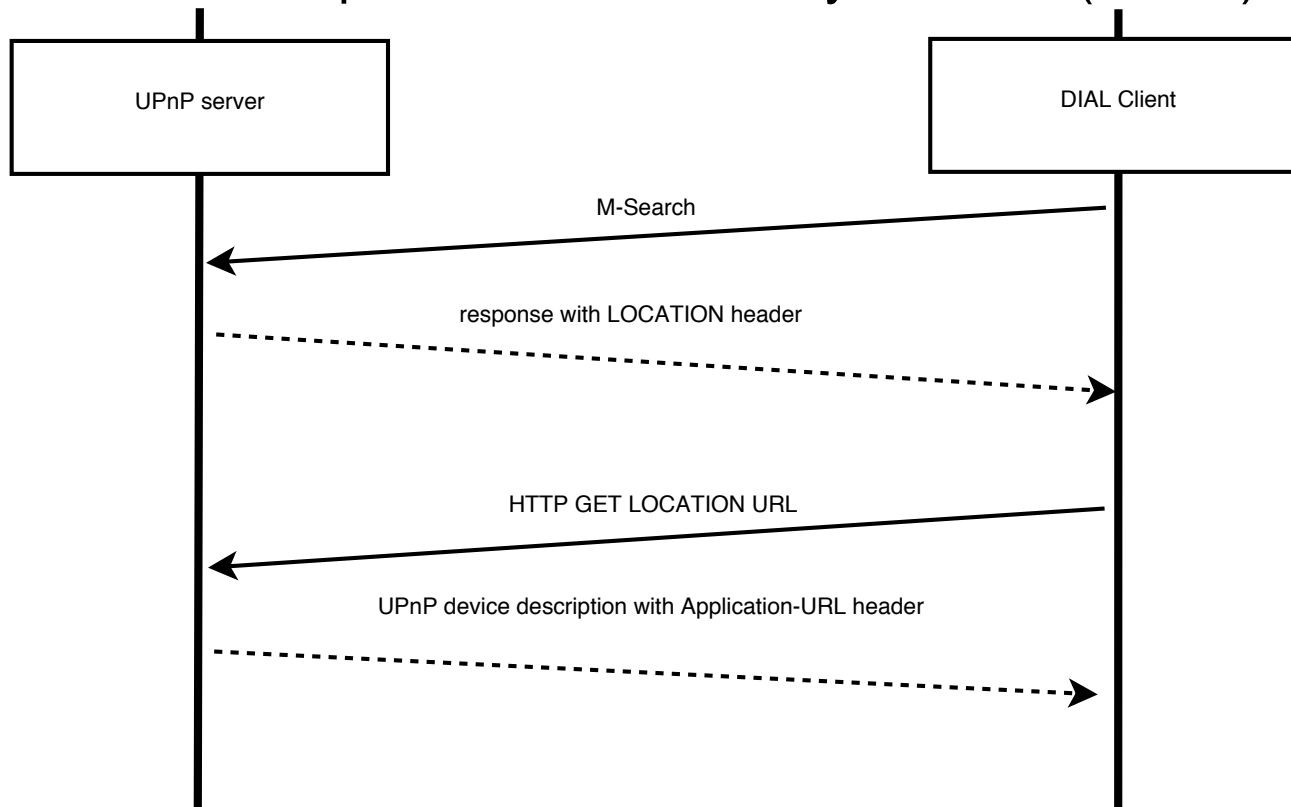 UPnP server
DIAL Client
M-Search
response with LOCATION header
HTTP GET LOCATION URL
UPnP device description with Application-URL header